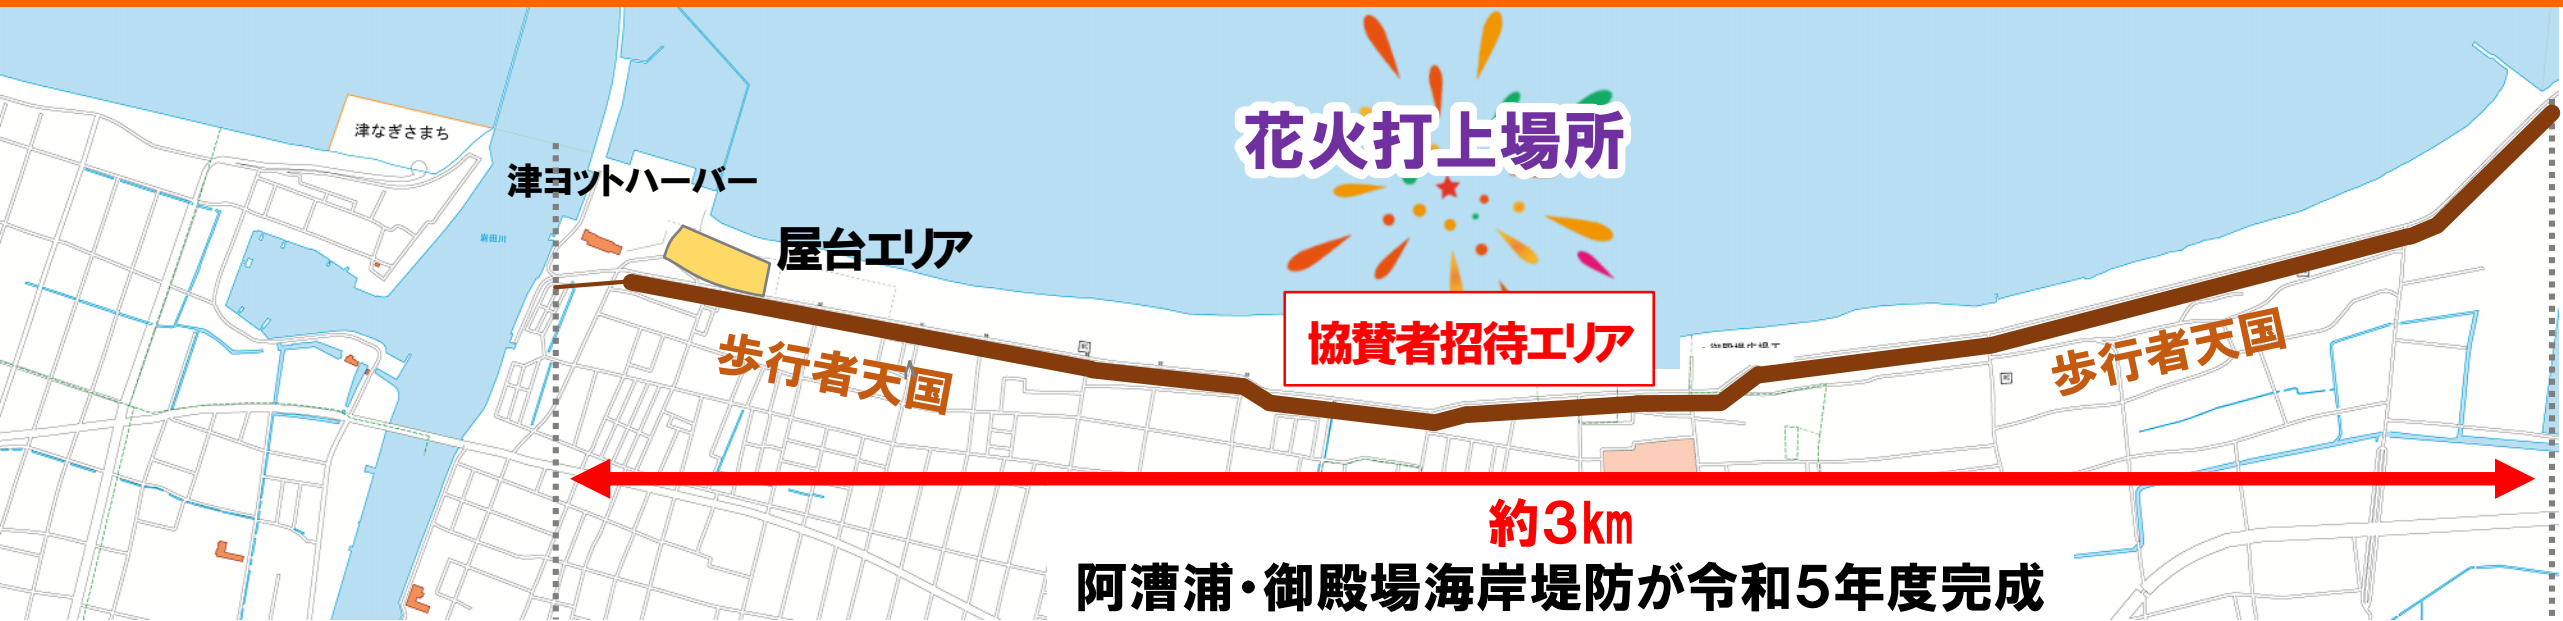 花火打上場所
津なぎさまち
津ヨットハーバー
岩田川
屋台エリア
協賛者招待エリア
歩行者天国
歩行者天国
約3km
阿漕浦・御殿場海岸堤防が令和5年度完成